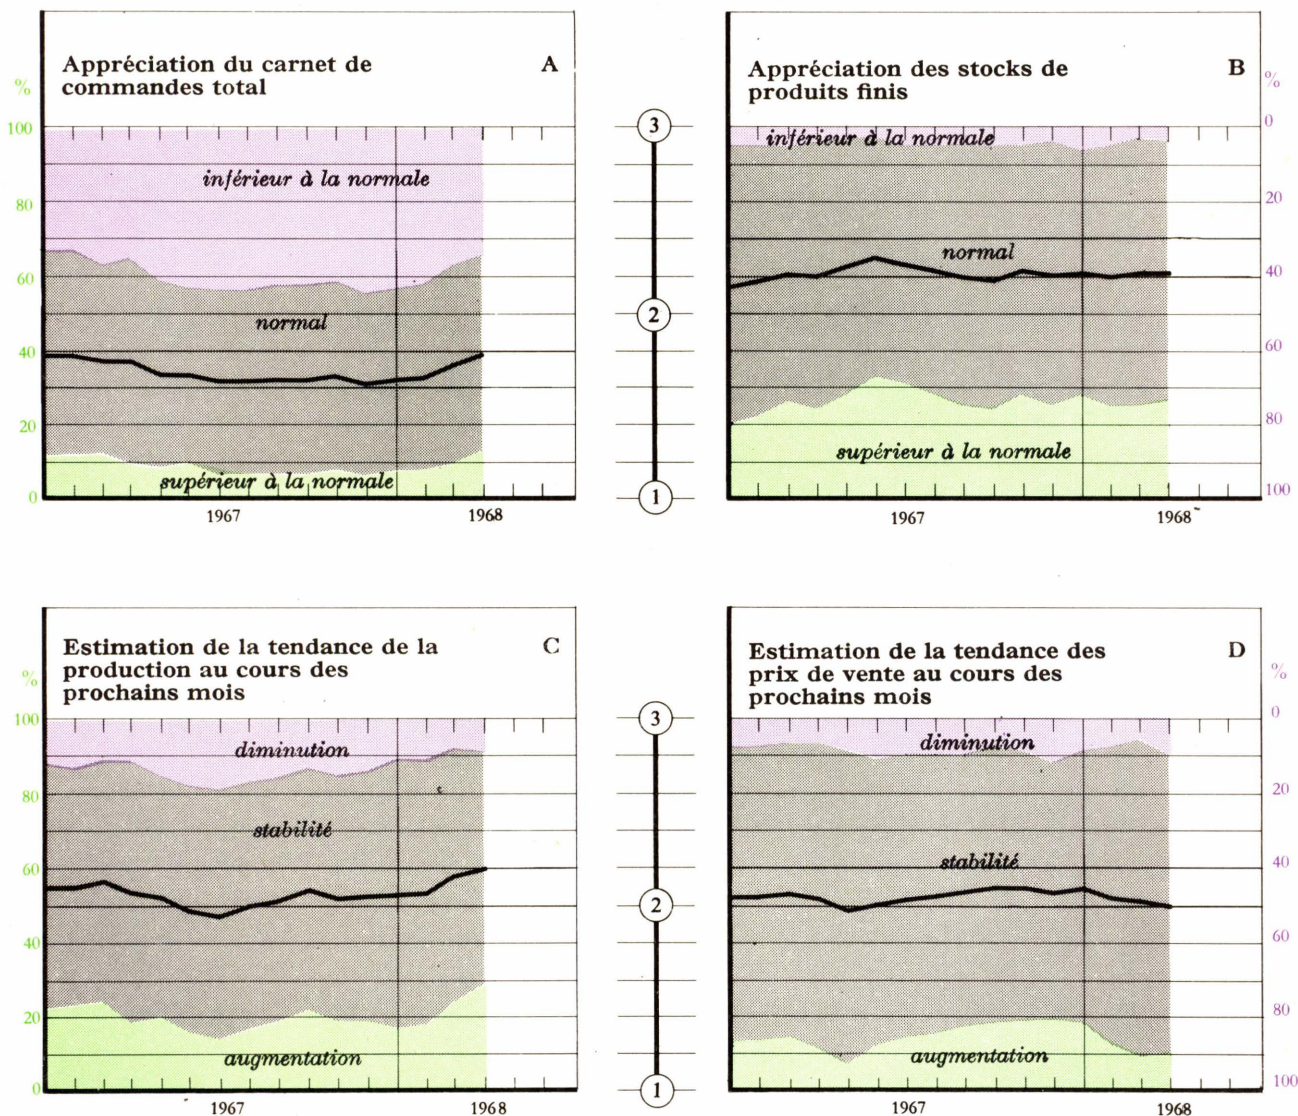 Appréciation du carnet de
commandes total
A
%
100
80
60
40
20
0
inférieur à la normale
normal
supérieur à la normale
1967
1968
3
2
1
Appréciation des stocks de
produits finis
B
%
0
20
40
60
80
100
inférieur à la normale
normal
supérieur à la normale
1967
1968
Estimation de la tendance de la
production au cours des
prochains mois
C
%
100
80
60
40
20
0
diminution
stabilité
augmentation
1967
1968
3
2
1
Estimation de la tendance des
prix de vente au cours des
prochains mois
D
%
0
20
40
60
80
100
diminution
stabilité
augmentation
1967
1968